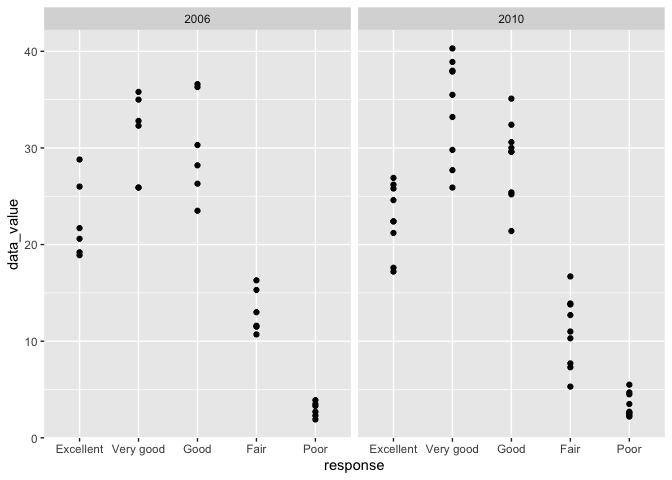 2006 2010
40
30
data_value
20
10
0
Excellent Very good Good Fair Poor Excellent Very good Good Fair Poor
response